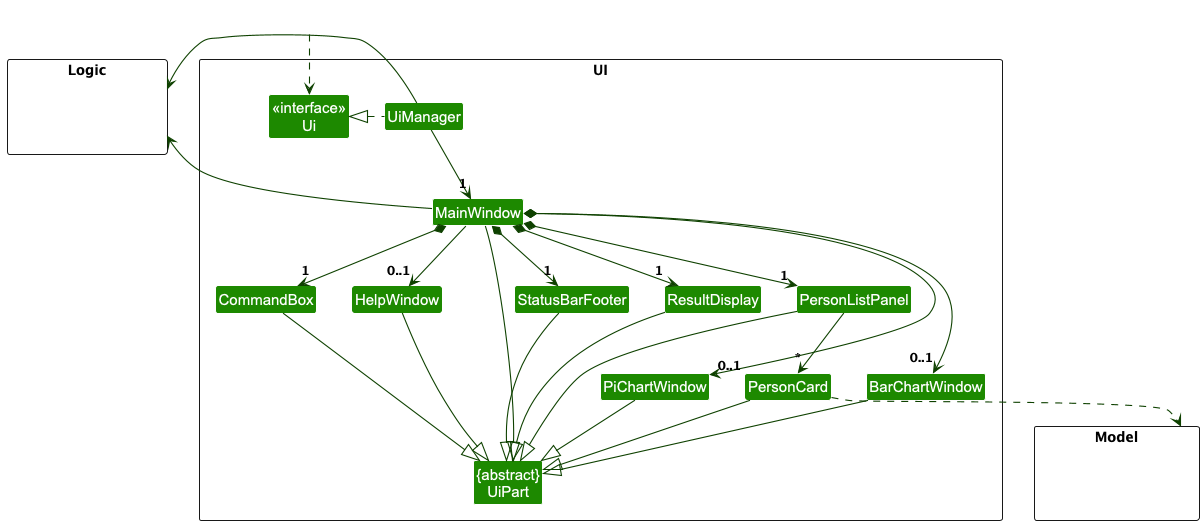 Logic
UI
«interface»
Ui
UiManager
1
MainWindow
1
0..1
1
1
1
CommandBox
HelpWindow
StatusBarFooter
ResultDisplay
PersonListPanel
0..1
*
0..1
PiChartWindow
PersonCard
BarChartWindow
Model
{abstract}
UiPart